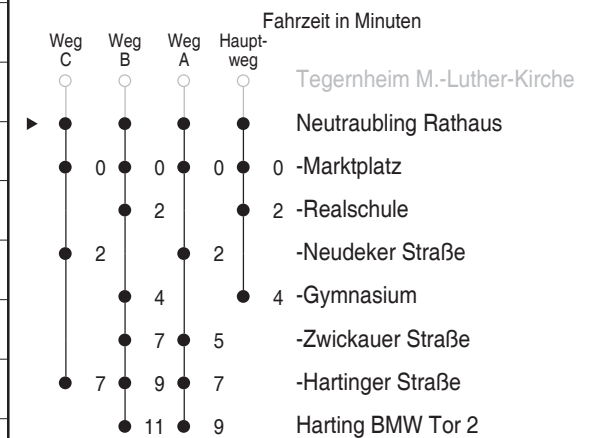 Fahrzeit in Minuten
Weg C Weg B Weg A Haupt-weg
Tegernheim M.-Luther-Kirche
Neutraubling Rathaus
0 0 0 0 -Marktplatz
2 2 -Realschule
2 2 -Neudeker Straße
4 4 -Gymnasium
7 5 -Zwickauer Straße
7 9 7 -Hartinger Straße
11 9 Harting BMW Tor 2